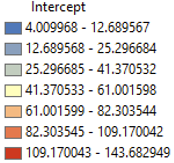 Intercept
4.009968 - 12.689567
12.689568 - 25.296684
25.296685 - 41.370532
41.370533 - 61.001598
61.001599 - 82.303544
82.303545 - 109.170042
109.170043 - 143.682949